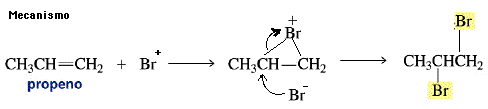 Mecanismo
Br
+
Br
CH₃CH=CH₂ + Br⁺ CH₃CH—CH₂ CH₃CHCH₂
propeno
Br⁻
Br